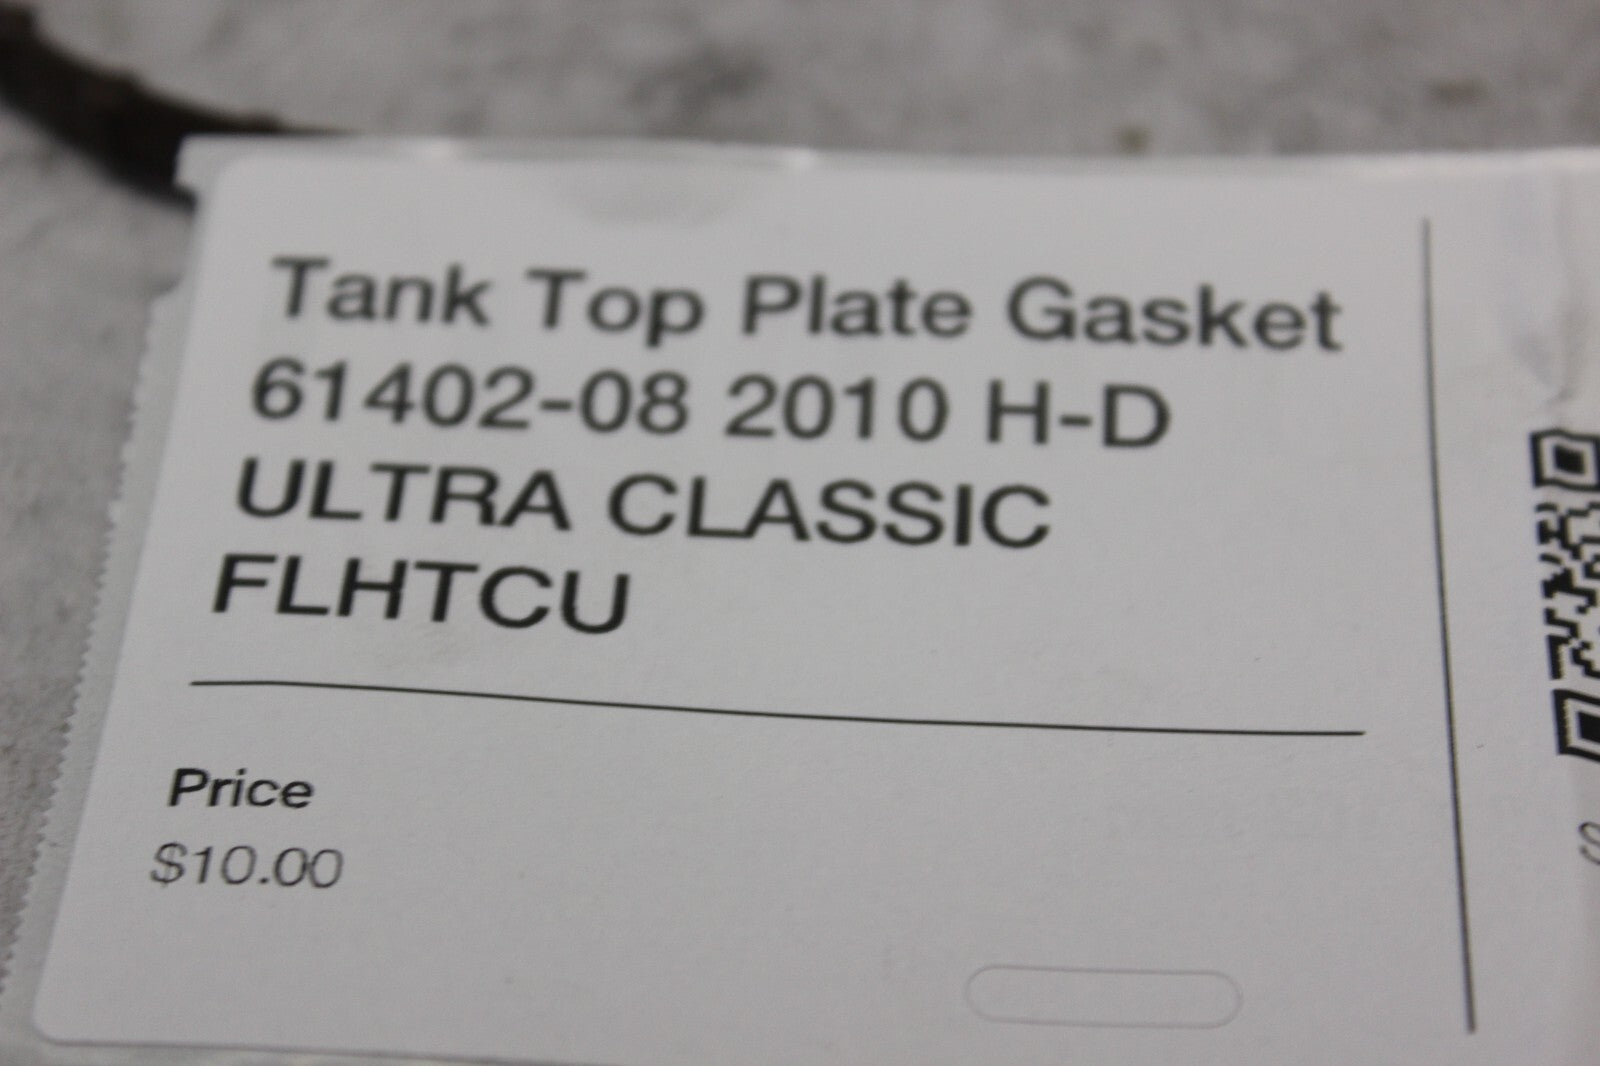 Tank Top Plate Gasket
61402-08 2010 H-D
ULTRA CLASSIC
FLHTCU
Price
$10.00